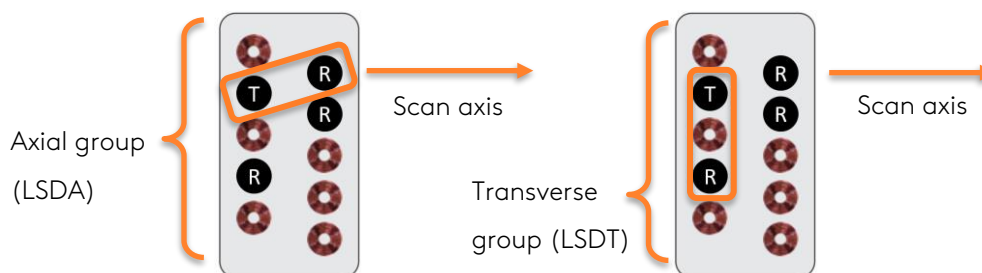 R
T
R
R
Scan axis
Axial group
(LSDA)
R
T
R
R
Scan axis
Transverse
group (LSDT)